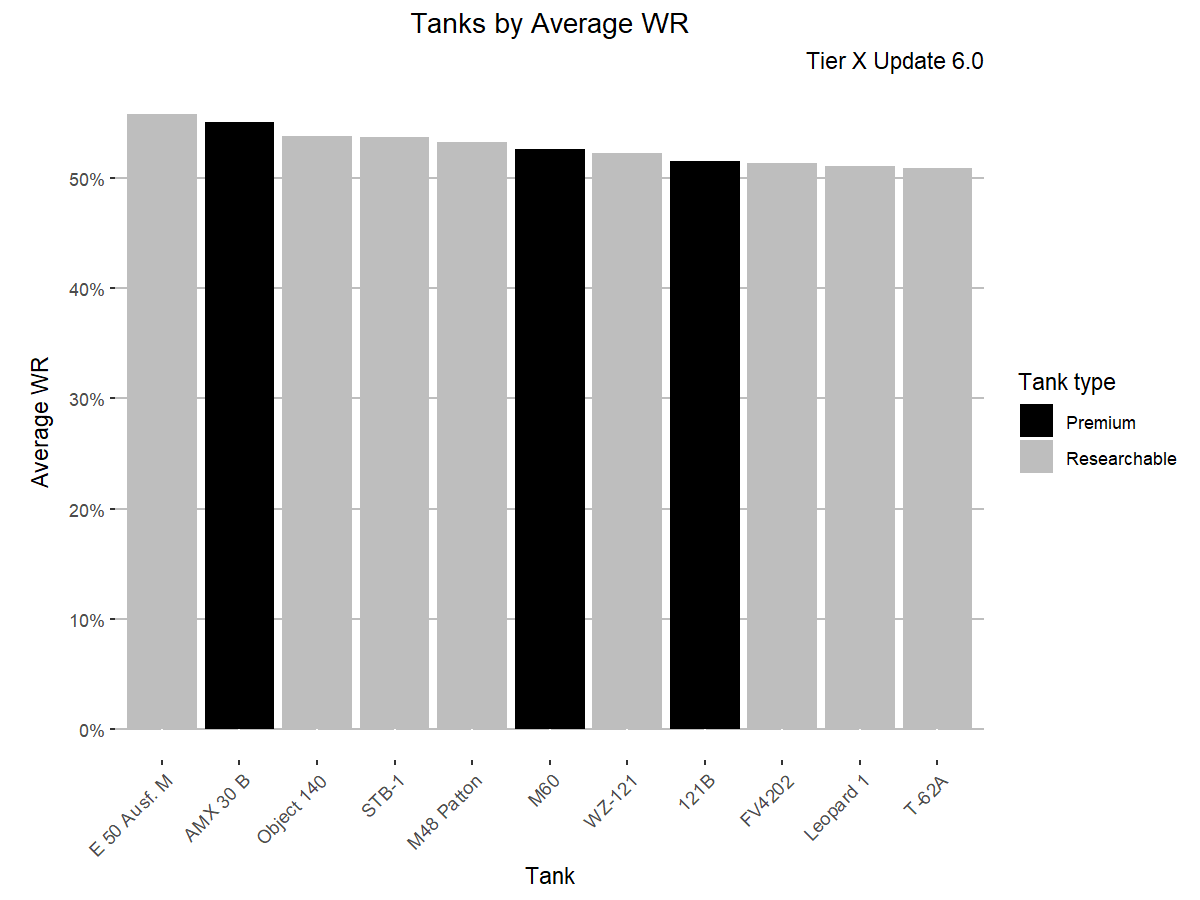 Tanks by Average WR
Tier X Update 6.0
Average WR
50%
40%
30%
20%
10%
0%
E 50 Ausf. M
AMX 30 B
Object 140
STB-1
M48 Patton
M60
WZ-121
121B
FV4202
Leopard 1
T-62A
Tank
Tank type
Premium
Researchable